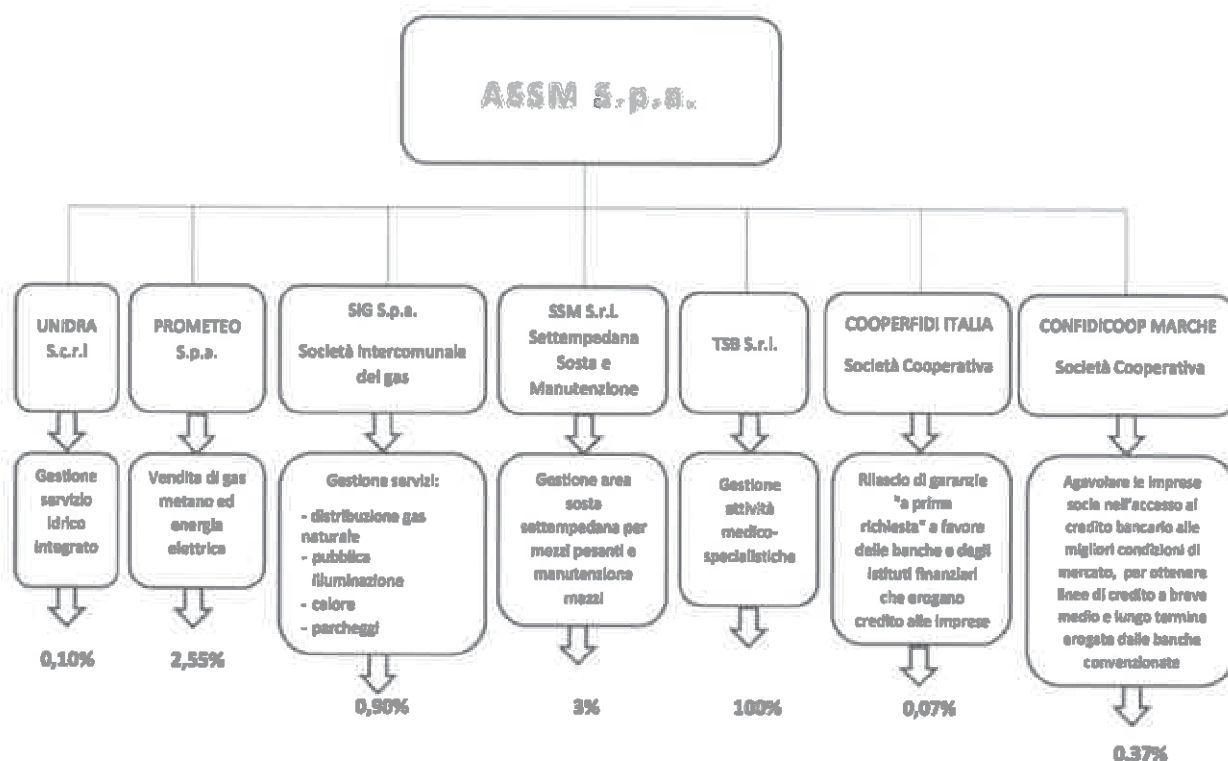 ASSM S.p.a.
UNIDRA
S.c.r.l
PROMETEO
S.p.a.
SIG S.p.a.
Società Intercomunale
del gas
SSM S.r.l.
Settempedana
Sosta e
Manutenzione
TSB S.r.l.
COOPERFIDI ITALIA
Società Cooperativa
CONFIDICOOP MARCHE
Società Cooperativa
Gestione
servizio
idrico
integrato
Vendita di gas
metano ed
energia
elettrica
Gestione servizi:
- distribuzione gas
naturale
- pubblica
illuminazione
- calore
- parcheggi
Gestione area
sosta
settempedana per
mezzi pesanti e
manutenzione
mezzi
Gestione
attività
medico-
specialistiche
Rilascio di garanzie
"a prima
richiesta" a favore
delle banche e degli
istituti finanziari
che erogano
credito alle imprese
Agevolare le imprese
socie nell'accesso al
credito bancario alle
migliori condizioni di
mercato, per ottenere
linee di credito a breve
medio e lungo termine
erogate dalle banche
convenzionate
0,10%
2,55%
0,90%
3%
100%
0,07%
0.37%